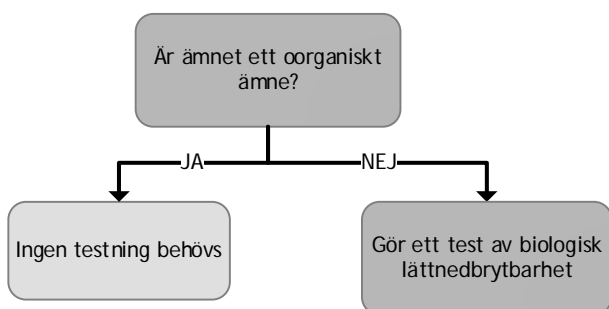 Är ämnet ett oorganiskt
ämne?
JA
NEJ
Ingen testning behövs
Gör ett test av biologisk
lättnedbrytbarhet